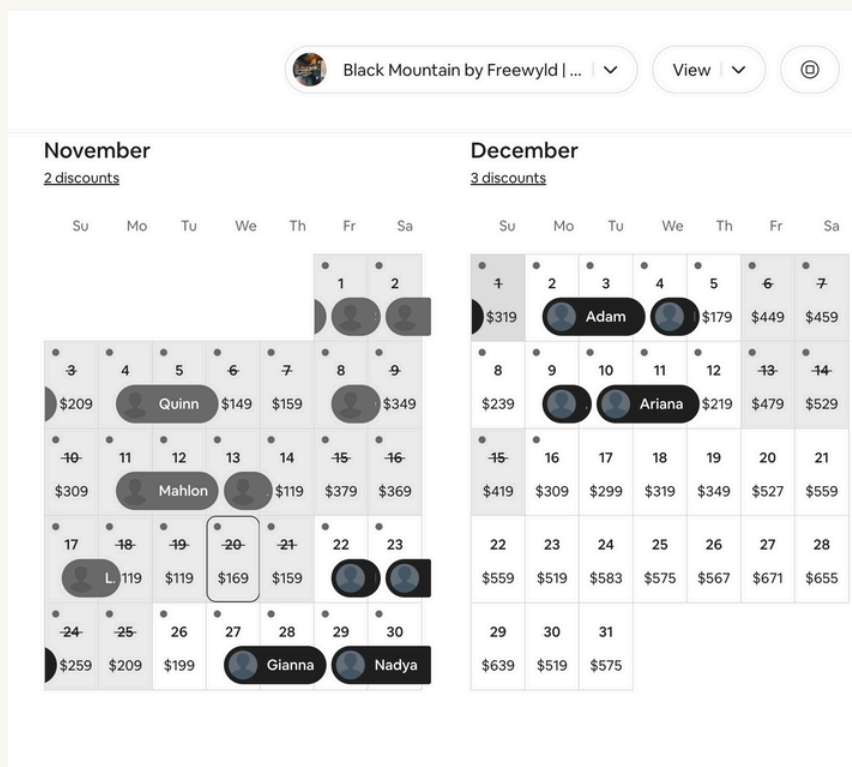 Black Mountain by Freewyld | ...
View
November
2 discounts
Su Mo Tu We Th Fr Sa
1 2
3 4 5 6 7 8 9
$209 Quinn $149 $159 $349
10 11 12 13 14 15 16
$309 Mahlon $119 $379 $369
17 18 19 20 21 22 23
L. 119 $119 $169 $159
24 25 26 27 28 29 30
$259 $209 $199 Gianna Nadya
December
3 discounts
Su Mo Tu We Th Fr Sa
1 2 3 4 5 6 7
$319 Adam $179 $449 $459
8 9 10 11 12 13 14
$239 Ariana $219 $479 $529
15 16 17 18 19 20 21
$419 $309 $299 $319 $349 $527 $559
22 23 24 25 26 27 28
$559 $519 $583 $575 $567 $671 $655
29 30 31
$639 $519 $575